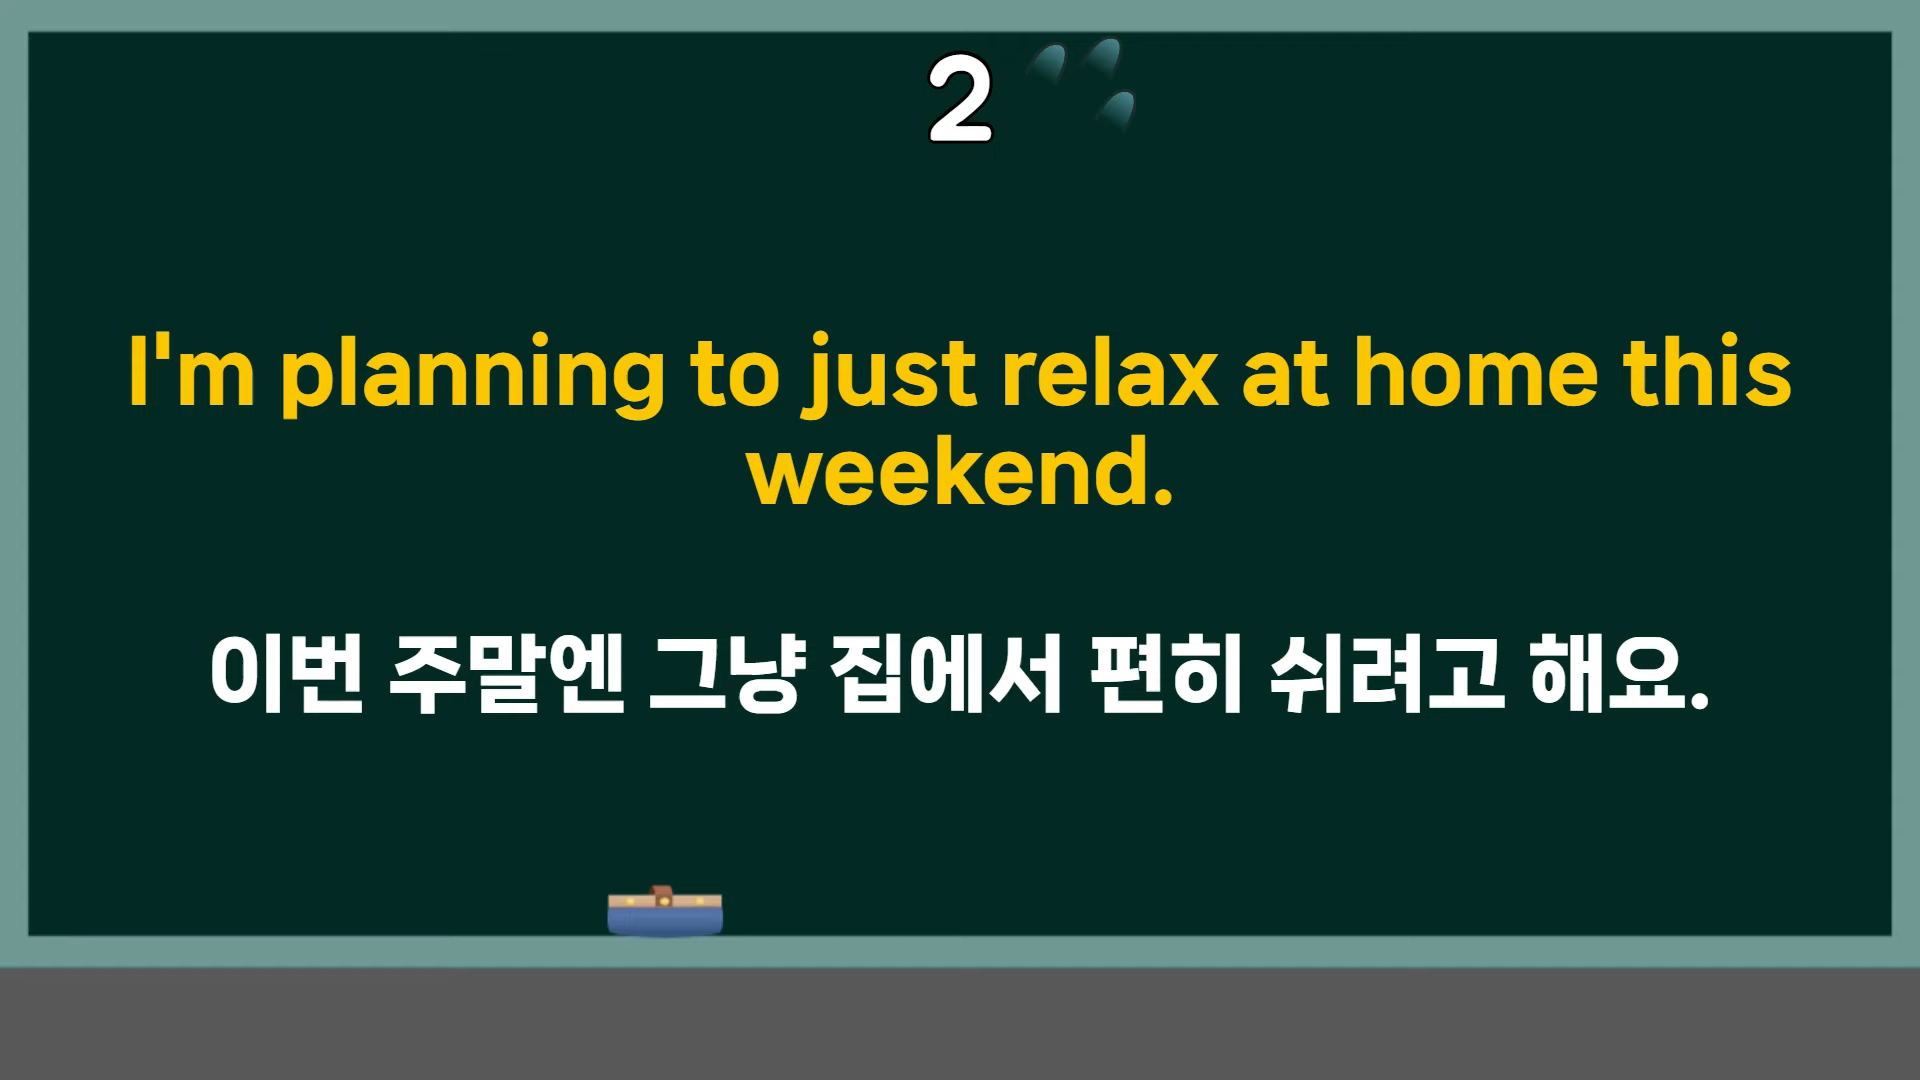 2
I'm planning to just relax at home this
weekend.
이번 주말엔 그냥 집에서 편히 쉬려고 해요.